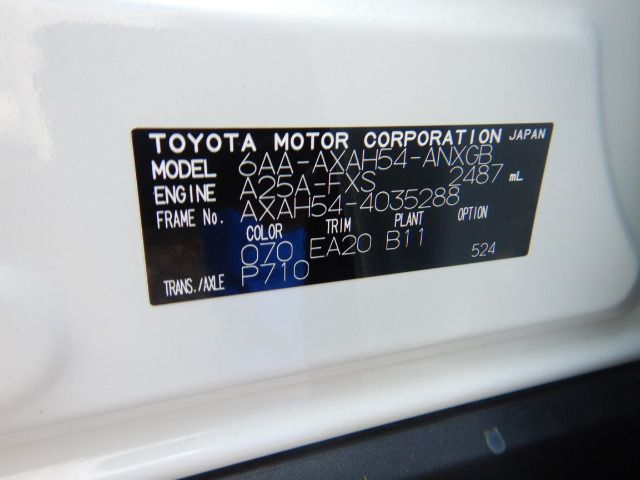 TOYOTA MOTOR CORPORATION JAPAN
MODEL 6AA-AXAH54-ANXGB
ENGINE A25A-FXS 2487 mL
FRAME No. AXAH54-4035288
COLOR TRIM PLANT OPTION
070 EA20 B11 524
TRANS./AXLE P710